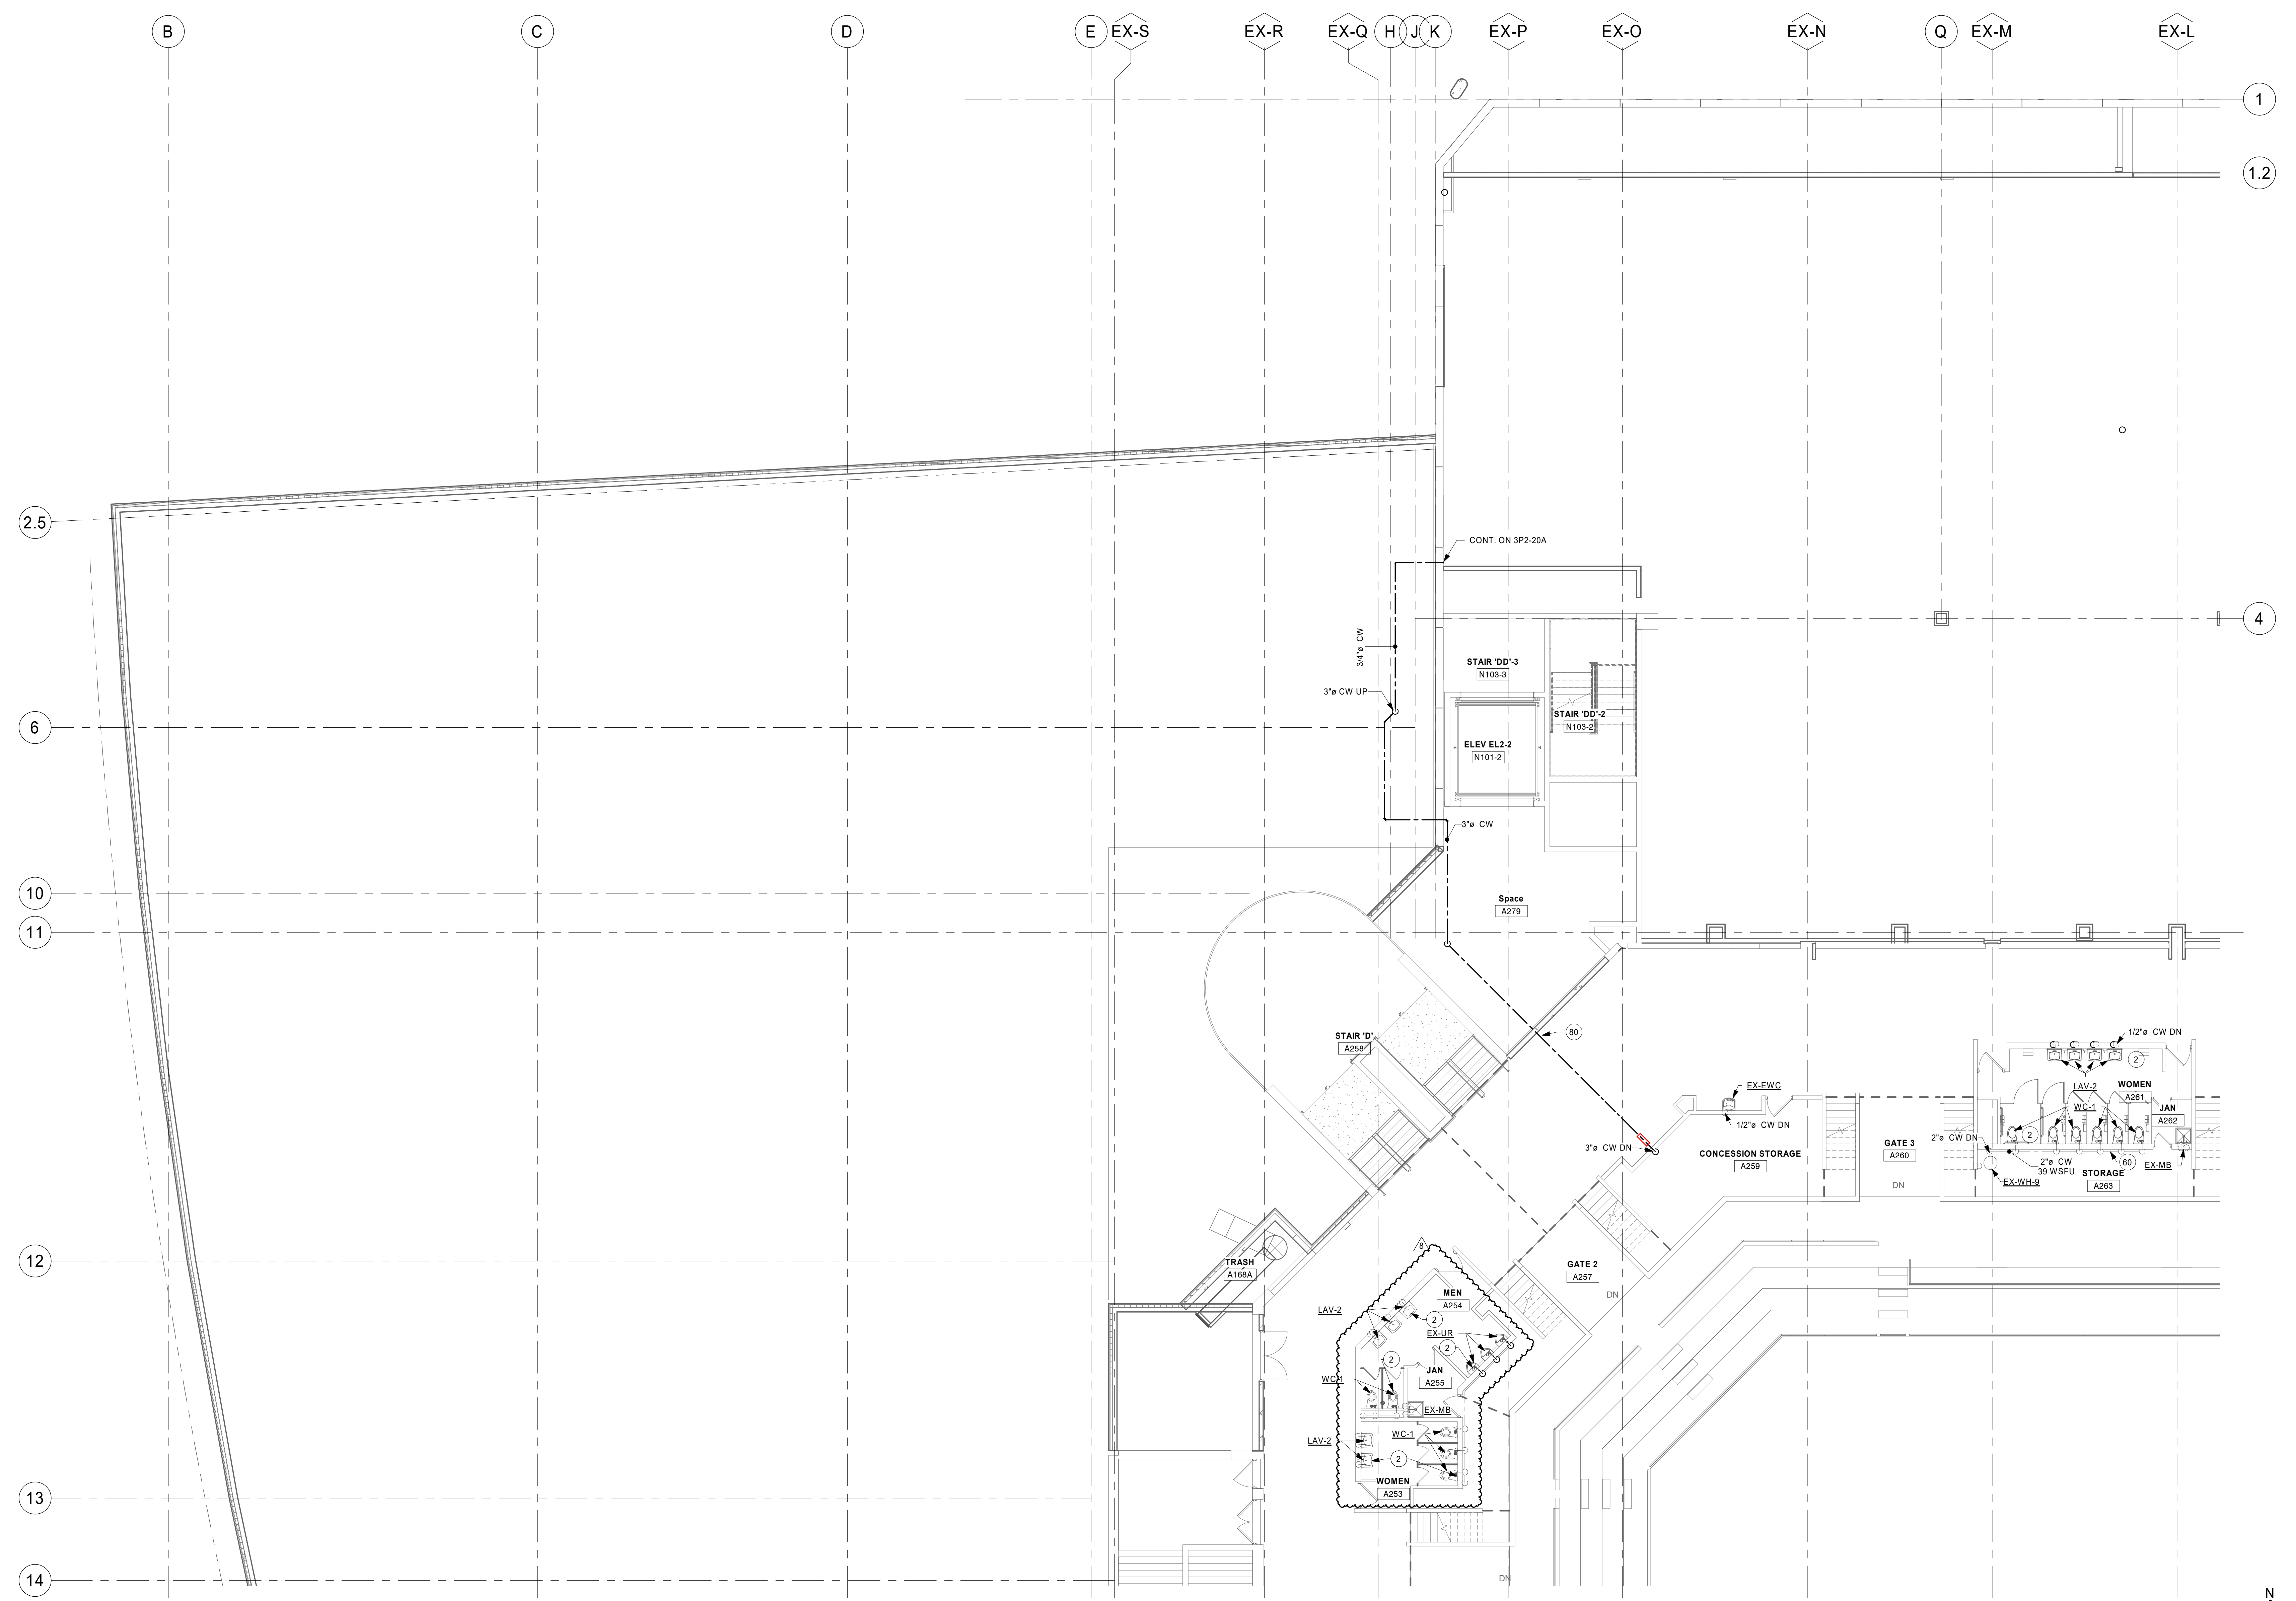 B
C
D
E
EX-S
EX-R
EX-Q
H
J
K
EX-P
EX-O
EX-N
Q
EX-M
EX-L
1
1.2
2.5
CONT. ON 3P2-20A
4
3/4"ø CW
STAIR 'DD'-3
N103-3
3"ø CW UP
STAIR 'DD'-2
N103-2
6
ELEV EL2-2
N101-2
3"ø CW
10
Space
A279
11
STAIR 'D'
A258
80
1/2"ø CW DN
2
EX-EWC
LAV-2
WOMEN
A261
WC-1
JAN
A262
1/2"ø CW DN
2
2"ø CW DN
3"ø CW DN
CONCESSION STORAGE
A259
GATE 3
A260
2"ø CW
39 WSFU
60
EX-MB
STORAGE
A263
EX-WH-9
DN
12
TRASH
A168A
8
GATE 2
A257
DN
MEN
A254
LAV-2
2
EX-UR
2
2
JAN
A255
WC-1
EX-MB
LAV-2
WC-1
2
WOMEN
A253
13
14
DN
N